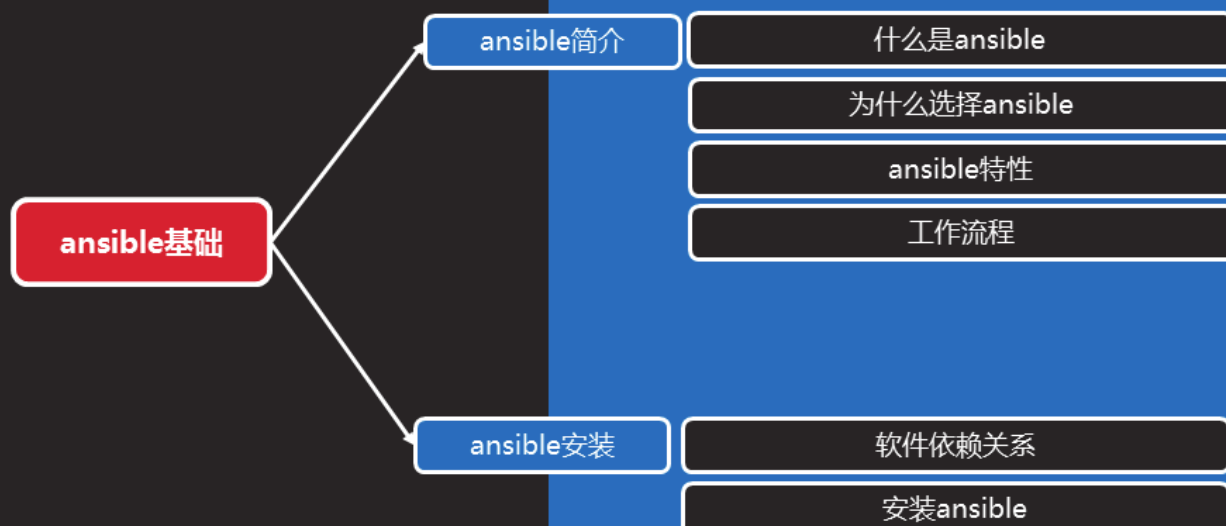 ansible基础
ansible简介
什么是ansible
为什么选择ansible
ansible特性
工作流程
ansible安装
软件依赖关系
安装ansible